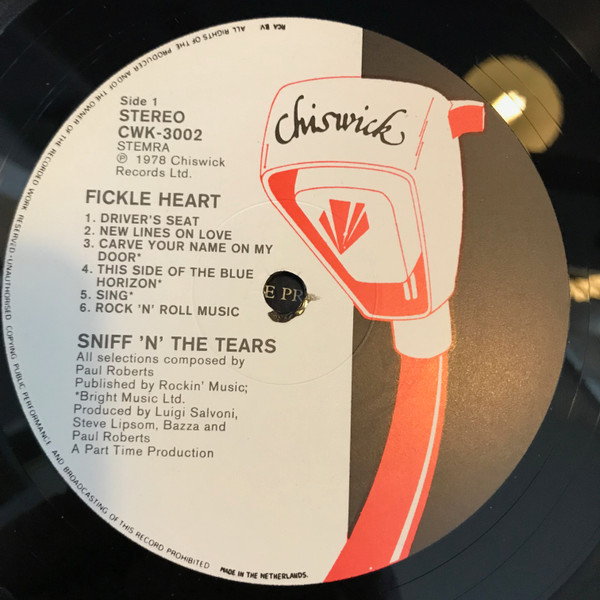 chiswick
Side 1
STEREO
CWK-3002
STEMRA
℗ 1978 Chiswick
Records Ltd.
FICKLE HEART
1. DRIVER'S SEAT
2. NEW LINES ON LOVE
3. CARVE YOUR NAME ON MY
DOOR*
4. THIS SIDE OF THE BLUE
HORIZON*
5. SING*
6. ROCK 'N' ROLL MUSIC
E PR
SNIFF 'N' THE TEARS
All selections composed by
Paul Roberts
Published by Rockin' Music;
*Bright Music Ltd.
Produced by Luigi Salvoni,
Steve Lipsom, Bazza and
Paul Roberts
A Part Time Production
RCA B.V. ALL RIGHTS OF THE PRODUCER AND OF THE OWNER OF THE RECORDED WORK RESERVED · UNAUTHORISED COPYING PUBLIC PERFORMANCE AND BROADCASTING OF THIS RECORD PROHIBITED
MADE IN THE NETHERLANDS.